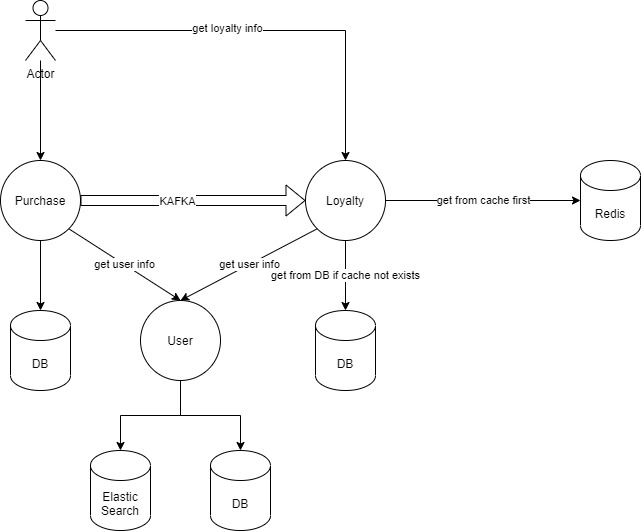 get loyalty info
Actor
Purchase
KAFKA
Loyalty
get from cache first
Redis
get user info
get user info
get from DB if cache not exists
DB
User
DB
Elastic
Search
DB